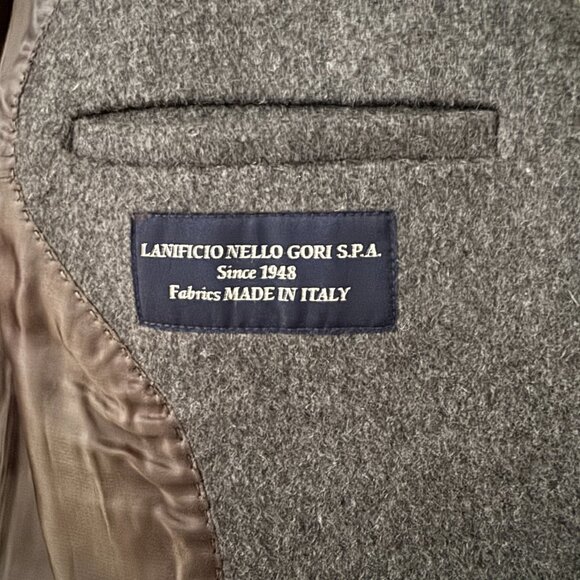 LANIFICIO NELLO GORI S.P.A.
Since 1948
Fabrics MADE IN ITALY